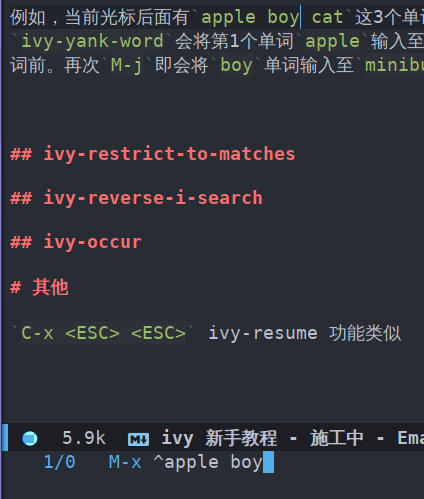 例如，当前光标后面有`apple boy cat`这3个单
`ivy-yank-word`会将第1个单词`apple`输入至
词前。再次`M-j`即会将`boy`单词输入至`minibu
## ivy-restrict-to-matches
## ivy-reverse-i-search
## ivy-occur
# 其他
`C-x <ESC> <ESC>` ivy-resume 功能类似
5.9k M↓ ivy 新手教程 - 施工中 - Ema
1/0 M-x ^apple boy